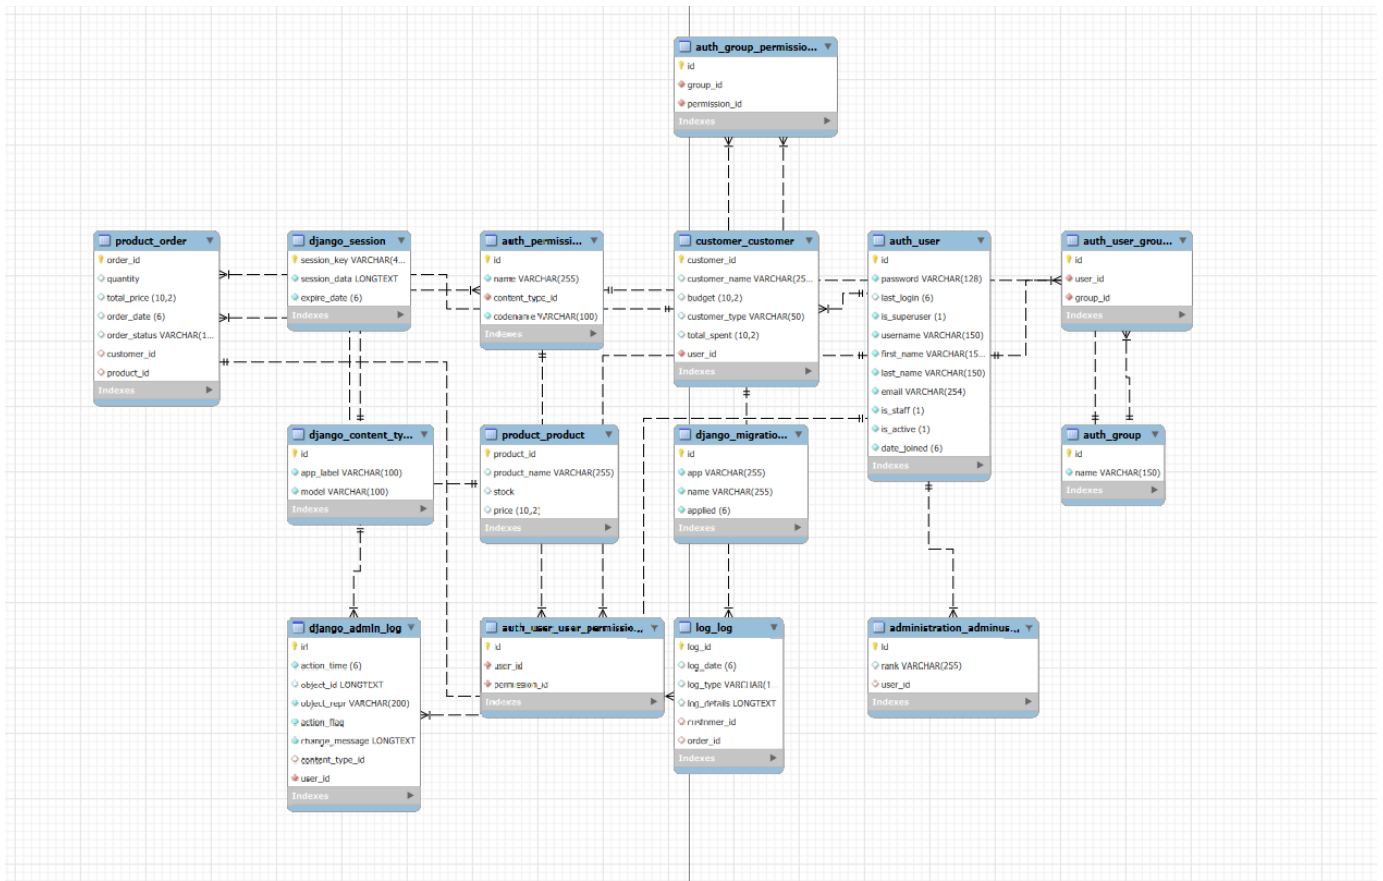 auth_group_permissio...
id
group_id
permission_id
Indexes
product_order
order_id
quantity
total_price (10,2)
order_date (6)
order_status VARCHAR(1...
customer_id
product_id
Indexes
django_session
session_key VARCHAR(4...
session_data LONGTEXT
expire_date (6)
Indexes
auth_permissi...
id
name VARCHAR(255)
content_type_id
codename VARCHAR(100)
Indexes
customer_customer
customer_id
customer_name VARCHAR(25...
budget (10,2)
customer_type VARCHAR(50)
total_spent (10,2)
user_id
Indexes
auth_user
id
password VARCHAR(128)
last_login (6)
is_superuser (1)
username VARCHAR(150)
first_name VARCHAR(15...
last_name VARCHAR(150)
email VARCHAR(254)
is_staff (1)
is_active (1)
date_joined (6)
Indexes
auth_user_grou...
id
user_id
group_id
Indexes
django_content_ty...
id
app_label VARCHAR(100)
model VARCHAR(100)
Indexes
product_product
product_id
product_name VARCHAR(255)
stock
price (10,2)
Indexes
django_migratio...
id
app VARCHAR(255)
name VARCHAR(255)
applied (6)
Indexes
auth_group
id
name VARCHAR(150)
Indexes
django_admin_log
id
action_time (6)
object_id LONGTEXT
object_repr VARCHAR(200)
action_flag
change_message LONGTEXT
content_type_id
user_id
Indexes
auth_user_user_permissio...
id
user_id
permission_id
Indexes
log_log
log_id
log_date (6)
log_type VARCHAR(1...
log_details LONGTEXT
customer_id
order_id
Indexes
administration_adminus...
id
rank VARCHAR(255)
user_id
Indexes